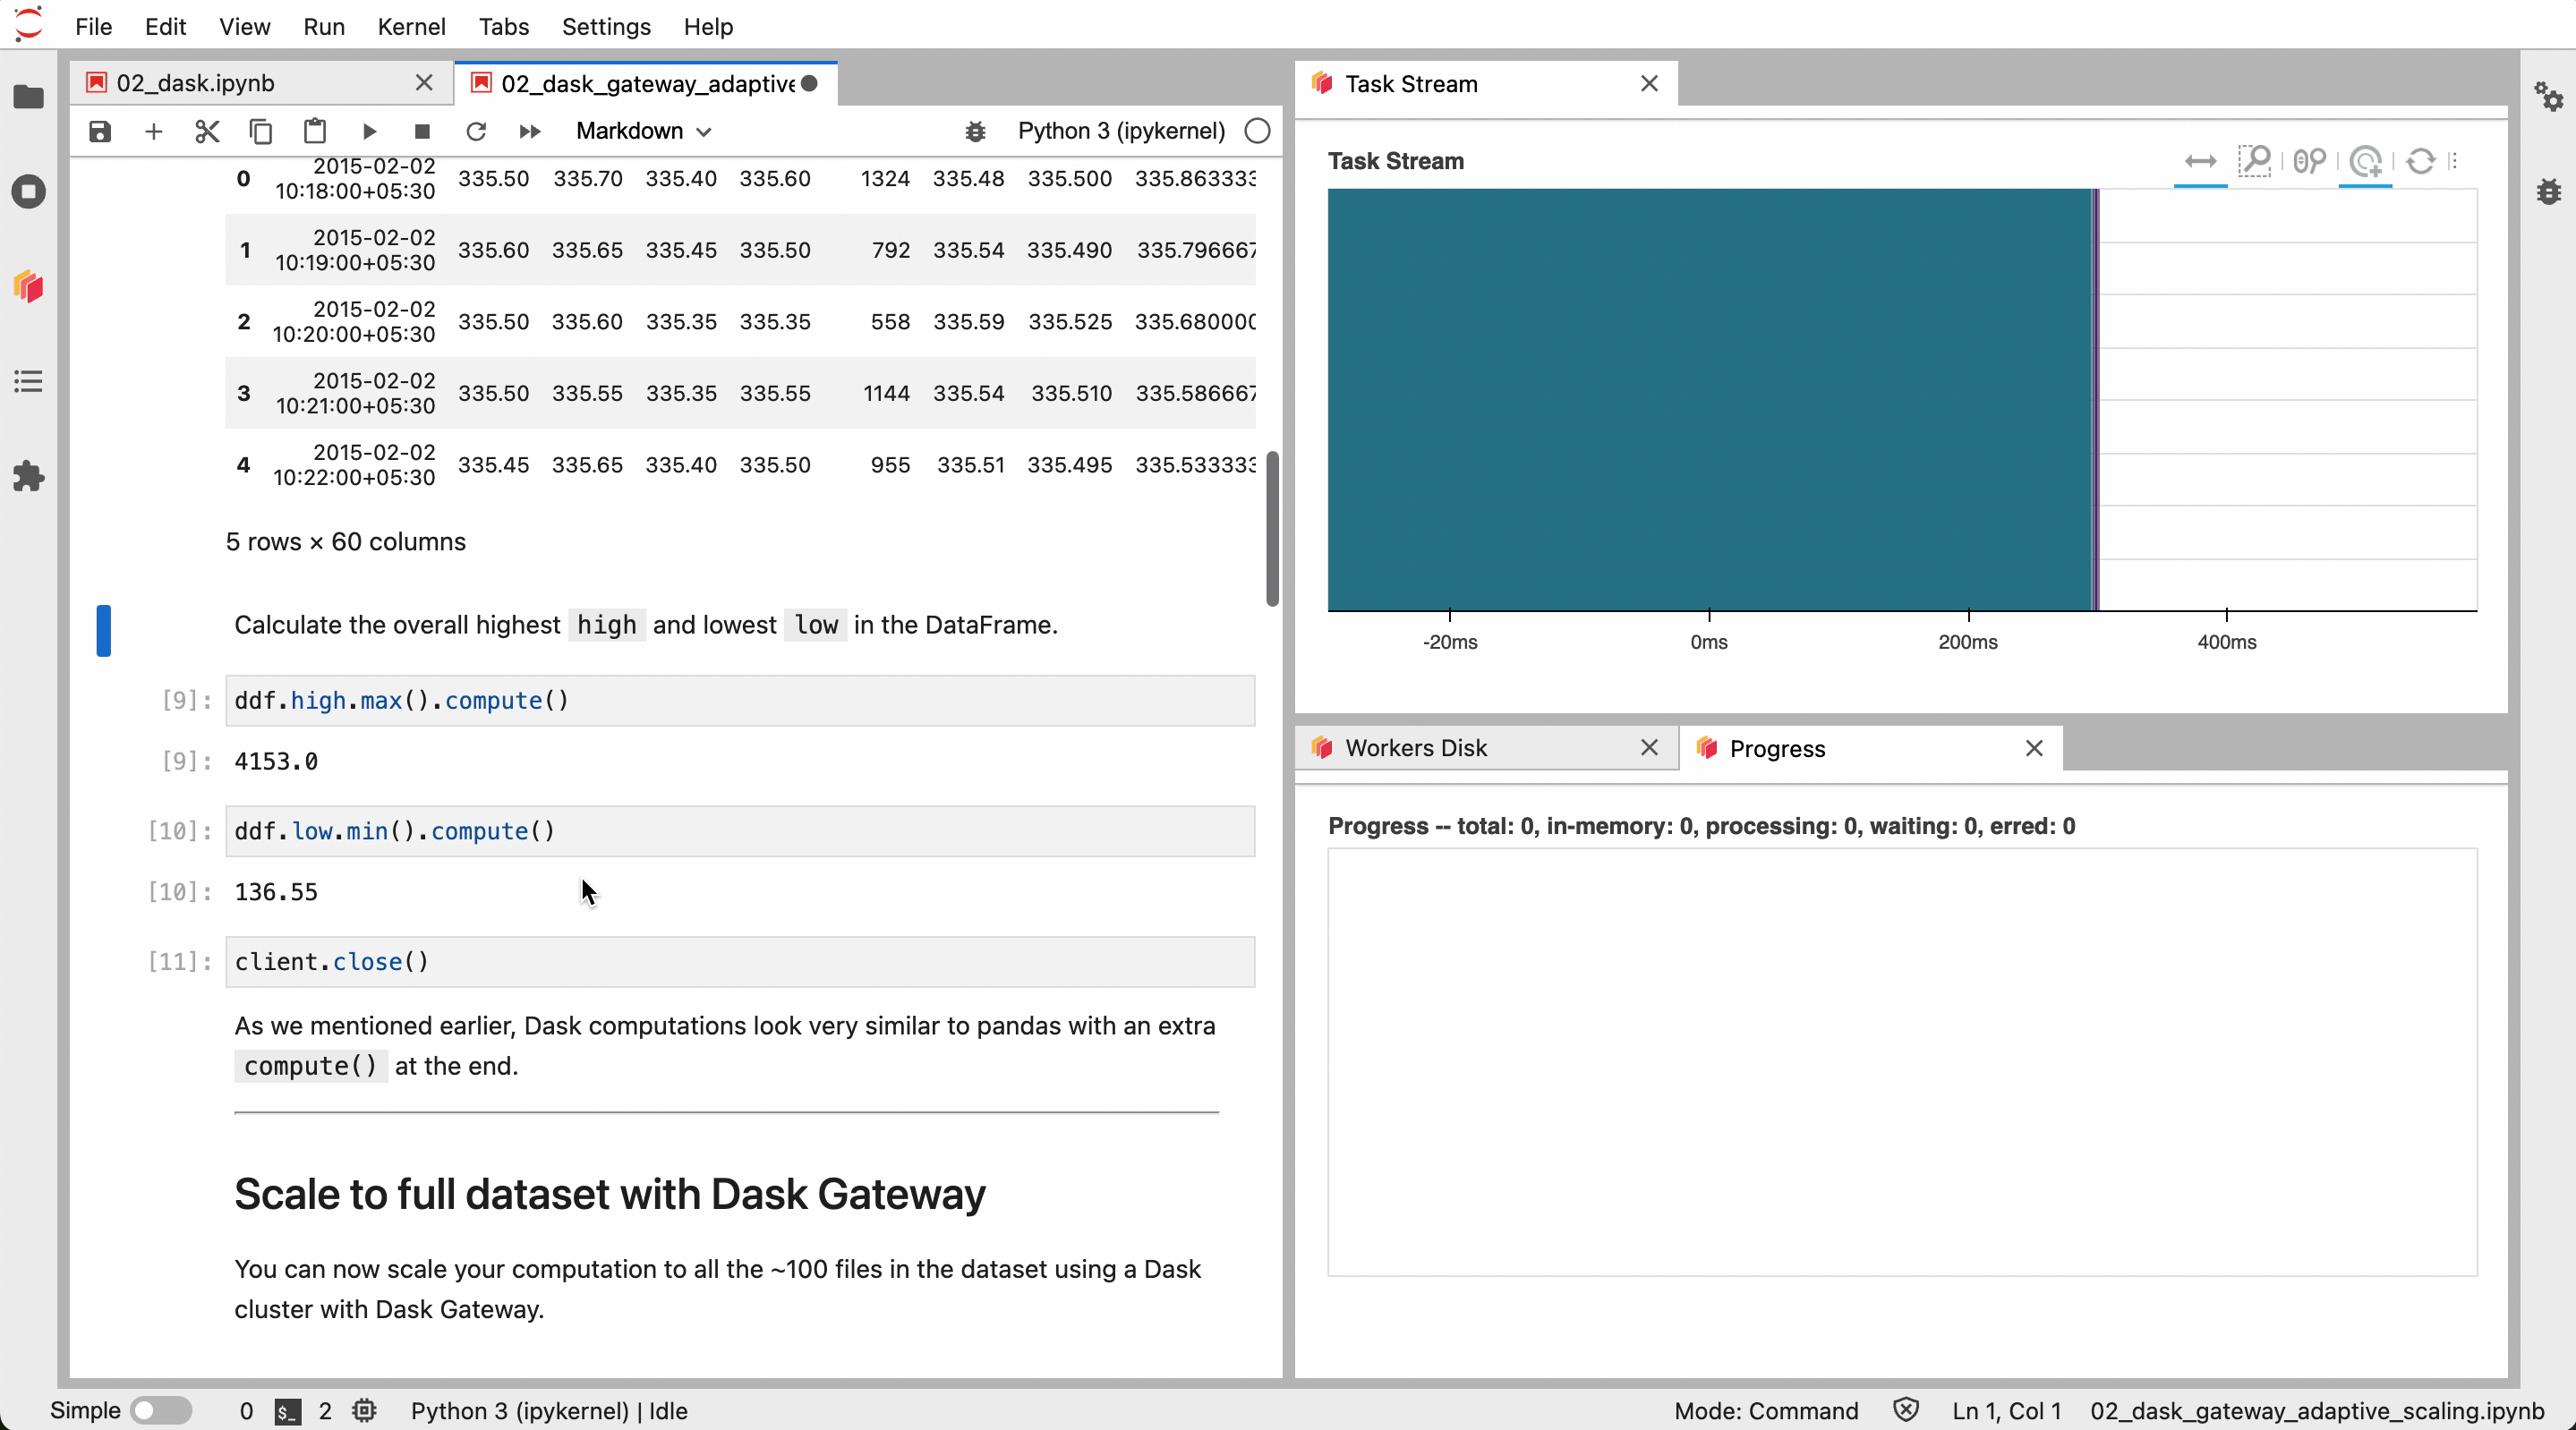 File Edit View Run Kernel Tabs Settings Help
02_dask.ipynb
02_dask_gateway_adaptive
Markdown
Python 3 (ipykernel)
0 2015-02-02 10:18:00+05:30 335.50 335.70 335.40 335.60 1324 335.48 335.500 335.863333
1 2015-02-02 10:19:00+05:30 335.60 335.65 335.45 335.50 792 335.54 335.490 335.796667
2 2015-02-02 10:20:00+05:30 335.50 335.60 335.35 335.35 558 335.59 335.525 335.680000
3 2015-02-02 10:21:00+05:30 335.50 335.55 335.35 335.55 1144 335.54 335.510 335.586667
4 2015-02-02 10:22:00+05:30 335.45 335.65 335.40 335.50 955 335.51 335.495 335.533333
5 rows × 60 columns
Calculate the overall highest high and lowest low in the DataFrame.
[9]: ddf.high.max().compute()
[9]: 4153.0
[10]: ddf.low.min().compute()
[10]: 136.55
[11]: client.close()
As we mentioned earlier, Dask computations look very similar to pandas with an extra
compute() at the end.
Scale to full dataset with Dask Gateway
You can now scale your computation to all the ~100 files in the dataset using a Dask
cluster with Dask Gateway.
Task Stream
Task Stream
-20ms 0ms 200ms 400ms
Workers Disk
Progress
Progress -- total: 0, in-memory: 0, processing: 0, waiting: 0, erred: 0
Simple 0 $_ 2 Python 3 (ipykernel) | Idle
Mode: Command Ln 1, Col 1 02_dask_gateway_adaptive_scaling.ipynb